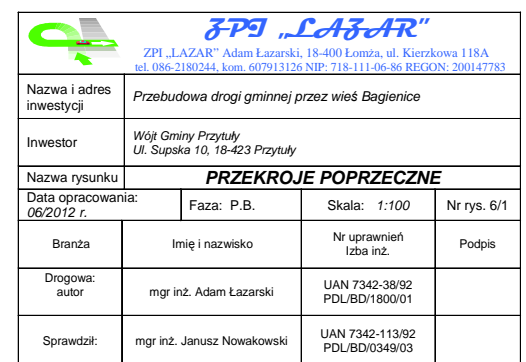 ZPI „ŁAZAR”
ZPI „ŁAZAR” Adam Łazarski, 18-400 Łomża, ul. Kierzkowa 118A
tel. 086-2180244, kom. 607913126 NIP: 718-111-06-86 REGON: 200147783
Nazwa i adres
inwestycji
Przebudowa drogi gminnej przez wieś Bagienice
Inwestor
Wójt Gminy Przytuły
Ul. Supska 10, 18-423 Przytuły
Nazwa rysunku
PRZEKROJE POPRZECZNE
Data opracowania:
06/2012 r.
Faza: P.B.
Skala: 1:100
Nr rys. 6/1
Branża
Imię i nazwisko
Nr uprawnień
Izba inż.
Podpis
Drogowa:
autor
mgr inż. Adam Łazarski
UAN 7342-38/92
PDL/BD/1800/01
Sprawdził:
mgr inż. Janusz Nowakowski
UAN 7342-113/92
PDL/BD/0349/03